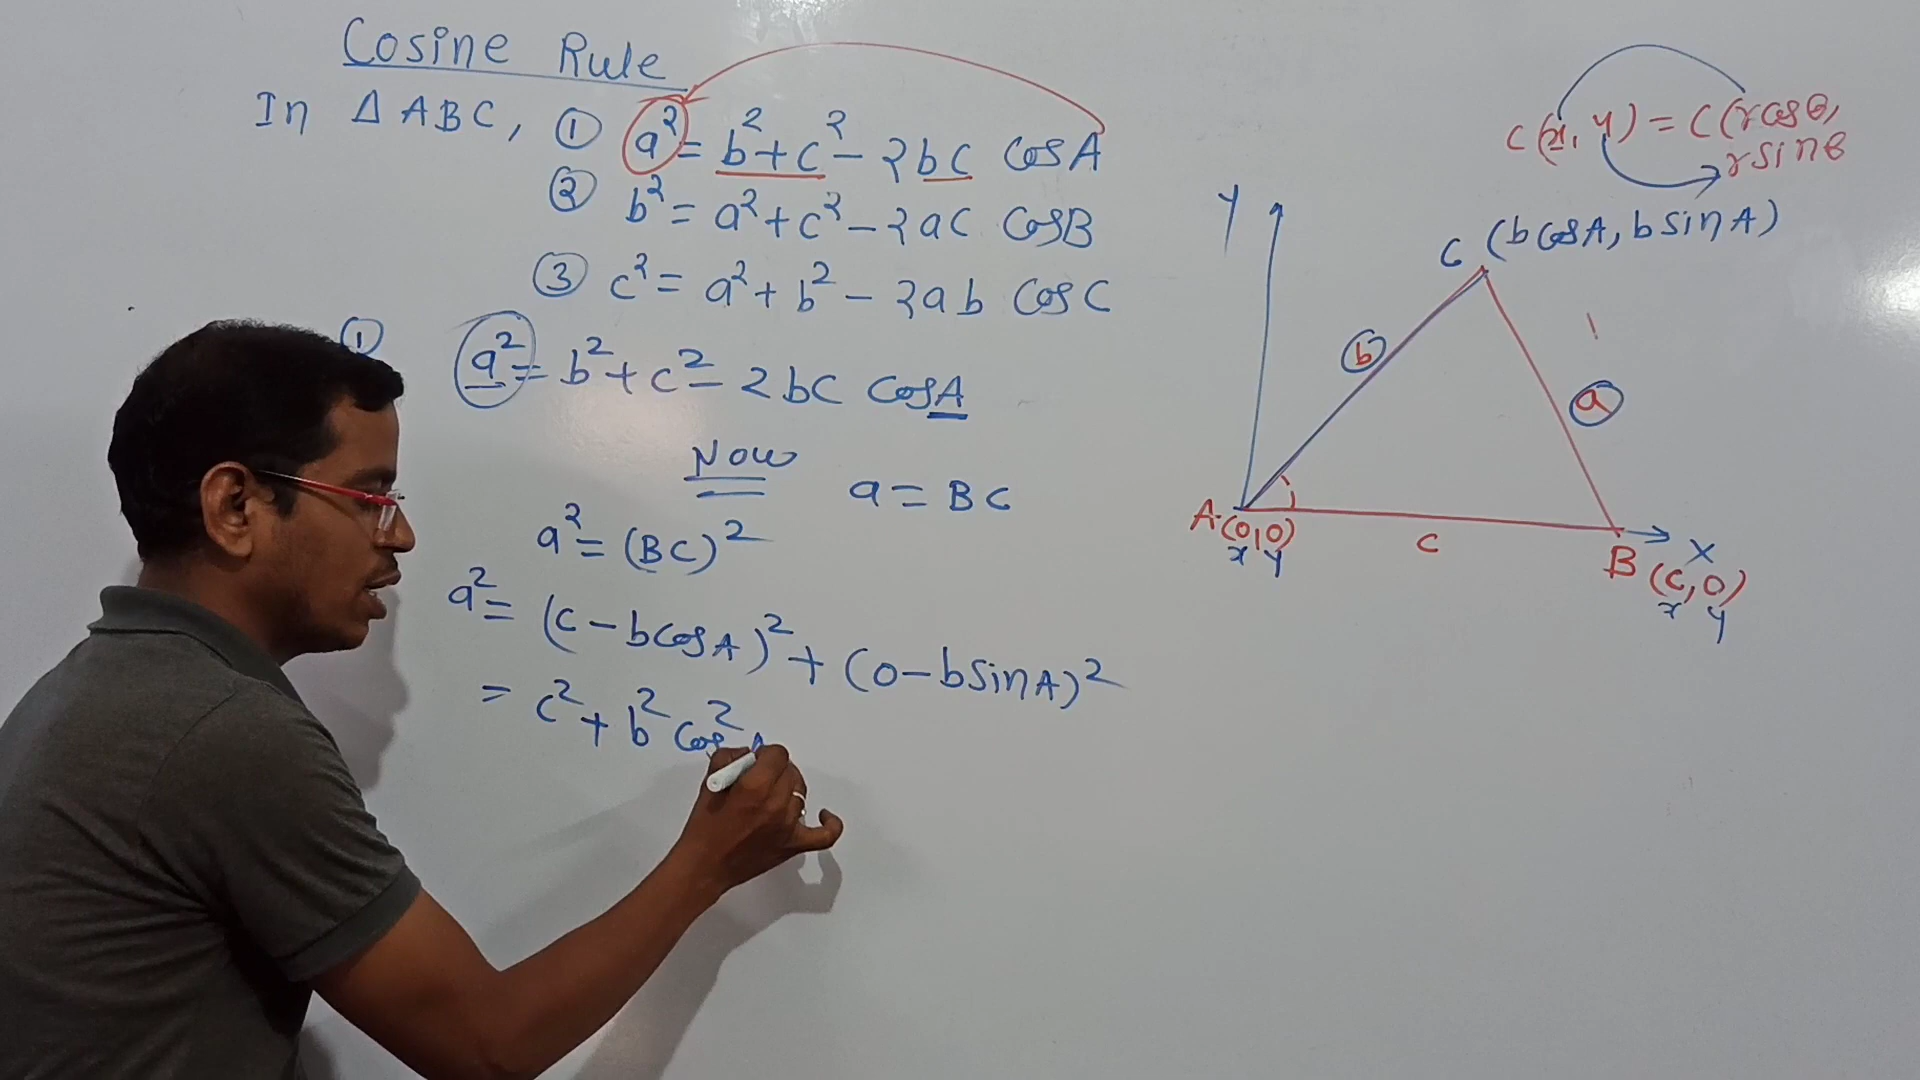 Cosine Rule
In Δ ABC, ① a² = b² + c² - 2bc CosA
② b² = a² + c² - 2ac CosB
③ c² = a² + b² - 2ab CosC
①
a² = b² + c² - 2bc CosA
Now a = BC
a² = (BC)²
a² = (c - bCosA)² + (0 - bSinA)²
= c² + b² Cos² A
C(x, y) = C(rcosθ,
rsinθ
Y
C (bCosA, bSinA)
b
a
A(0,0)
x y
c
X
B (c, 0)
x y